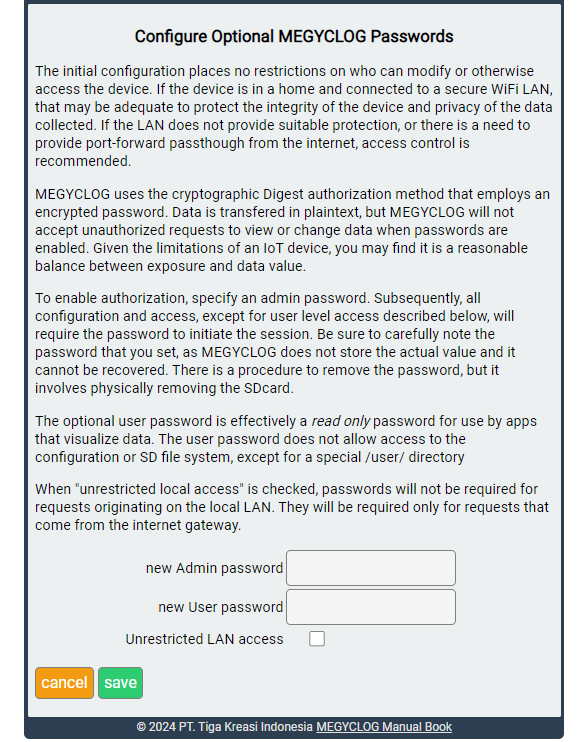 Configure Optional MEGYCLOG Passwords
The initial configuration places no restrictions on who can modify or otherwise
access the device. If the device is in a home and connected to a secure WiFi LAN,
that may be adequate to protect the integrity of the device and privacy of the data
collected. If the LAN does not provide suitable protection, or there is a need to
provide port-forward passthough from the internet, access control is
recommended.
MEGYCLOG uses the cryptographic Digest authorization method that employs an
encrypted password. Data is transfered in plaintext, but MEGYCLOG will not
accept unauthorized requests to view or change data when passwords are
enabled. Given the limitations of an IoT device, you may find it is a reasonable
balance between exposure and data value.
To enable authorization, specify an admin password. Subsequently, all
configuration and access, except for user level access described below, will
require the password to initiate the session. Be sure to carefully note the
password that you set, as MEGYCLOG does not store the actual value and it
cannot be recovered. There is a procedure to remove the password, but it
involves physically removing the SDcard.
The optional user password is effectively a read only password for use by apps
that visualize data. The user password does not allow access to the
configuration or SD file system, except for a special /user/ directory
When "unrestricted local access" is checked, passwords will not be required for
requests originating on the local LAN. They will be required only for requests that
come from the internet gateway.
new Admin password
new User password
Unrestricted LAN access
cancel save
© 2024 PT. Tiga Kreasi Indonesia MEGYCLOG Manual Book